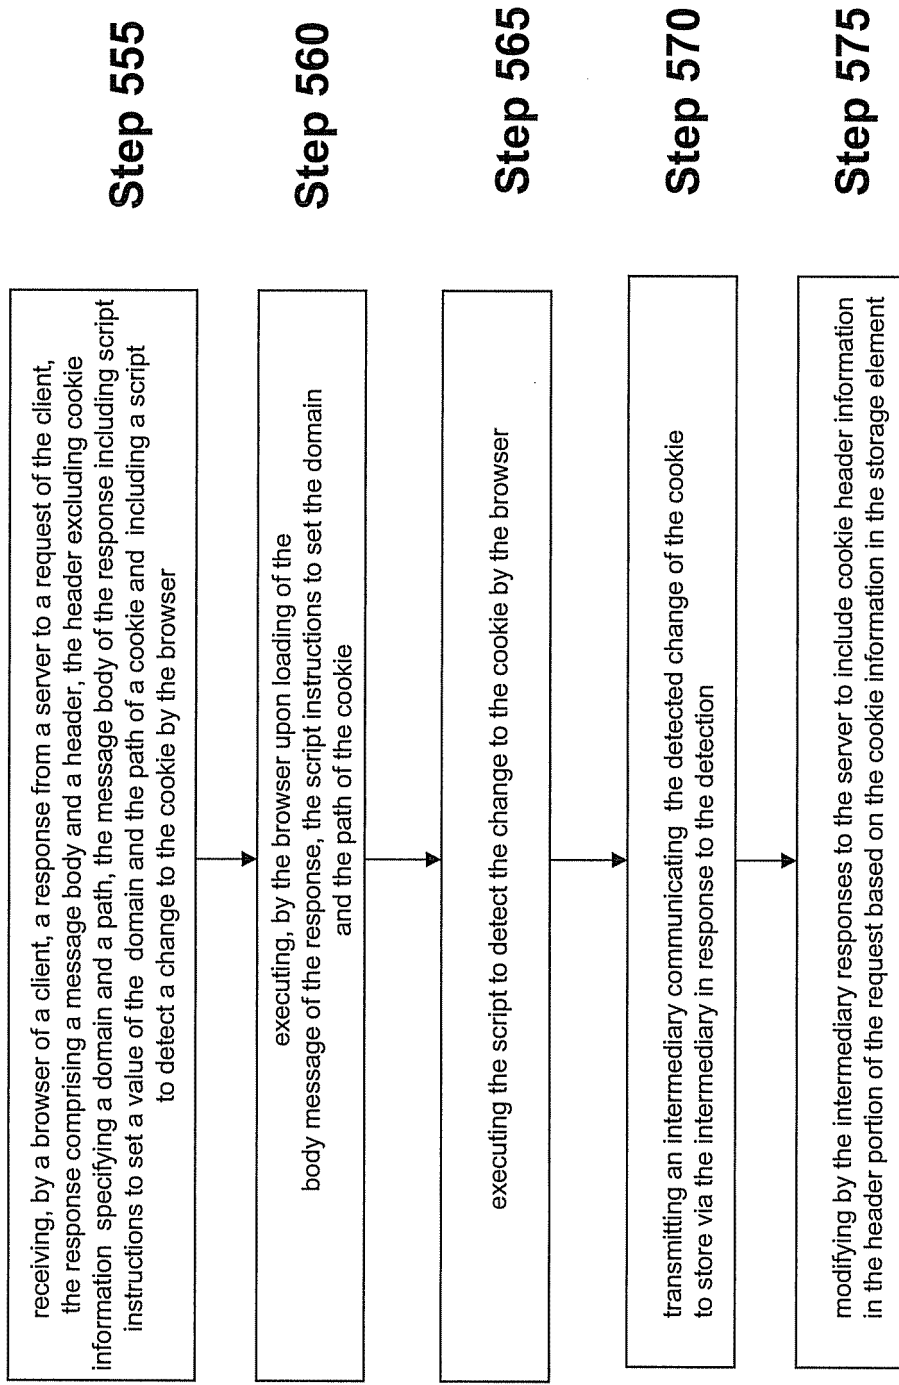 receiving, by a browser of a client, a response from a server to a request of the client,
the response comprising a message body and a header, the header excluding cookie
information specifying a domain and a path, the message body of the response including script
instructions to set a value of the domain and the path of a cookie and including a script
to detect a change to the cookie by the browser
Step 555
executing, by the browser upon loading of the
body message of the response, the script instructions to set the domain
and the path of the cookie
Step 560
executing the script to detect the change to the cookie by the browser
Step 565
transmitting an intermediary communicating the detected change of the cookie
to store via the intermediary in response to the detection
Step 570
modifying by the intermediary responses to the server to include cookie header information
in the header portion of the request based on the cookie information in the storage element
Step 575